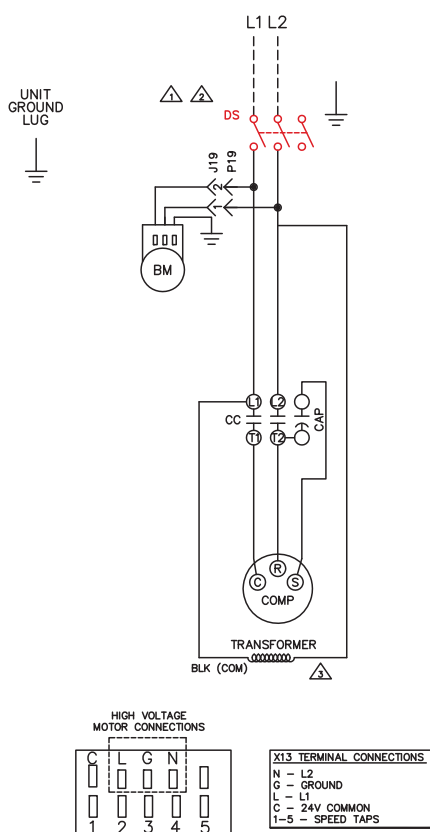 L1 L2
UNIT
GROUND
LUG
1 2
DS
J19 P19
2
1
BM
L1 L2
CC
CAP
T1 T2
R
C S
COMP
TRANSFORMER
BLK (COM)
3
HIGH VOLTAGE
MOTOR CONNECTIONS
C L G N
1 2 3 4 5
X13 TERMINAL CONNECTIONS
N – L2
G – GROUND
L – L1
C – 24V COMMON
1–5 – SPEED TAPS